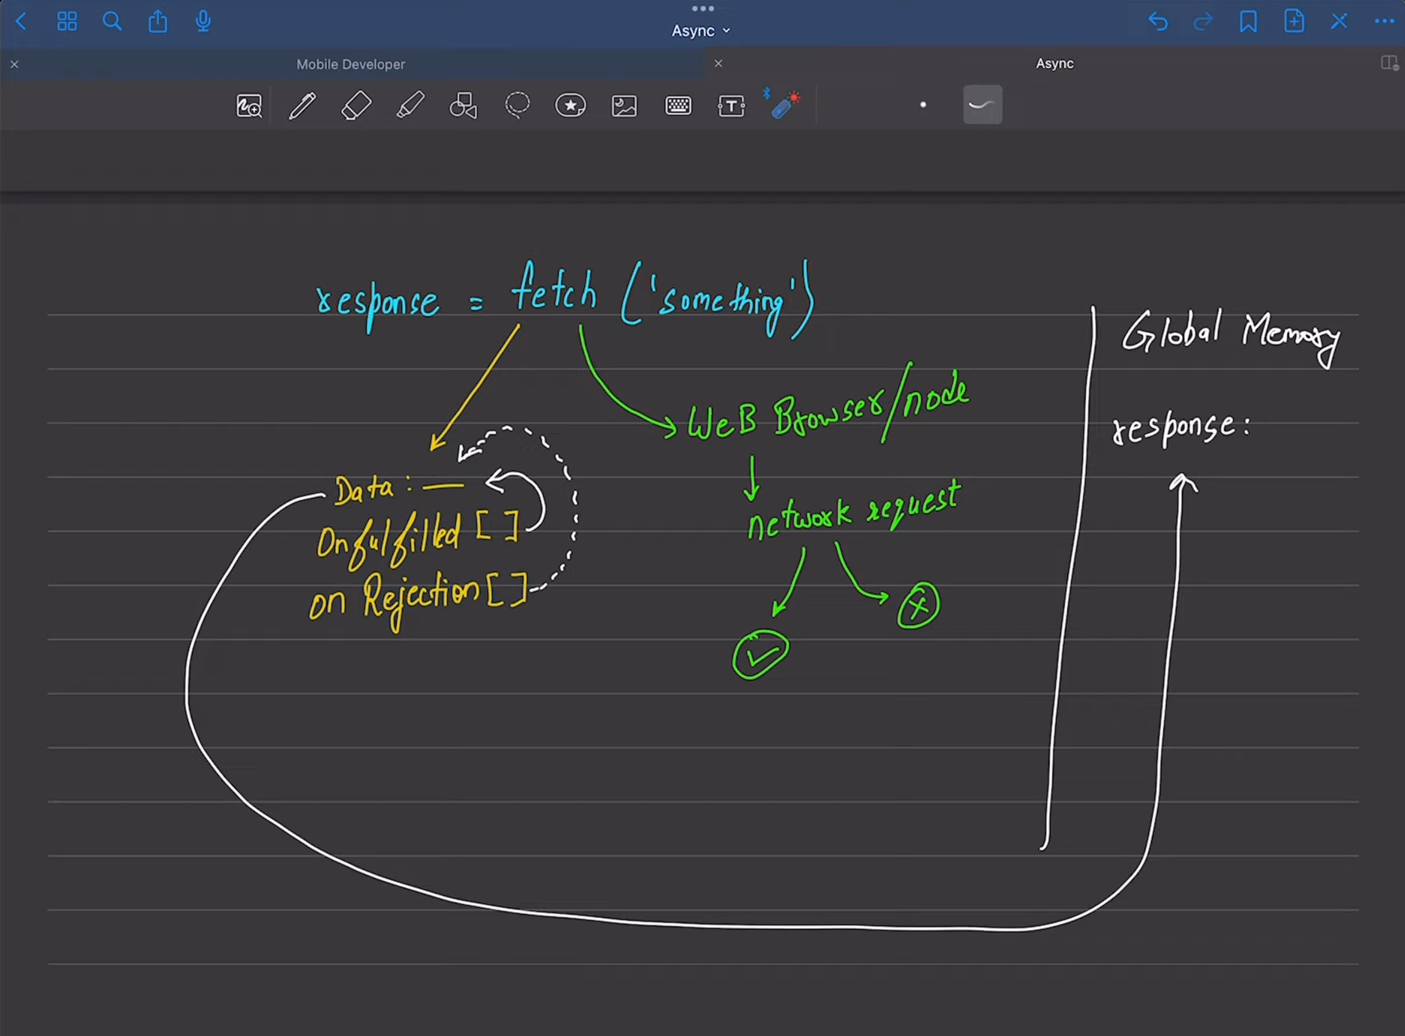 Async
Mobile Developer
Async
T
response = fetch ('something')
Global Memory
WeB Browser/node
response:
Data : —
network request
Onfulfilled [ ]
on Rejection [ ]